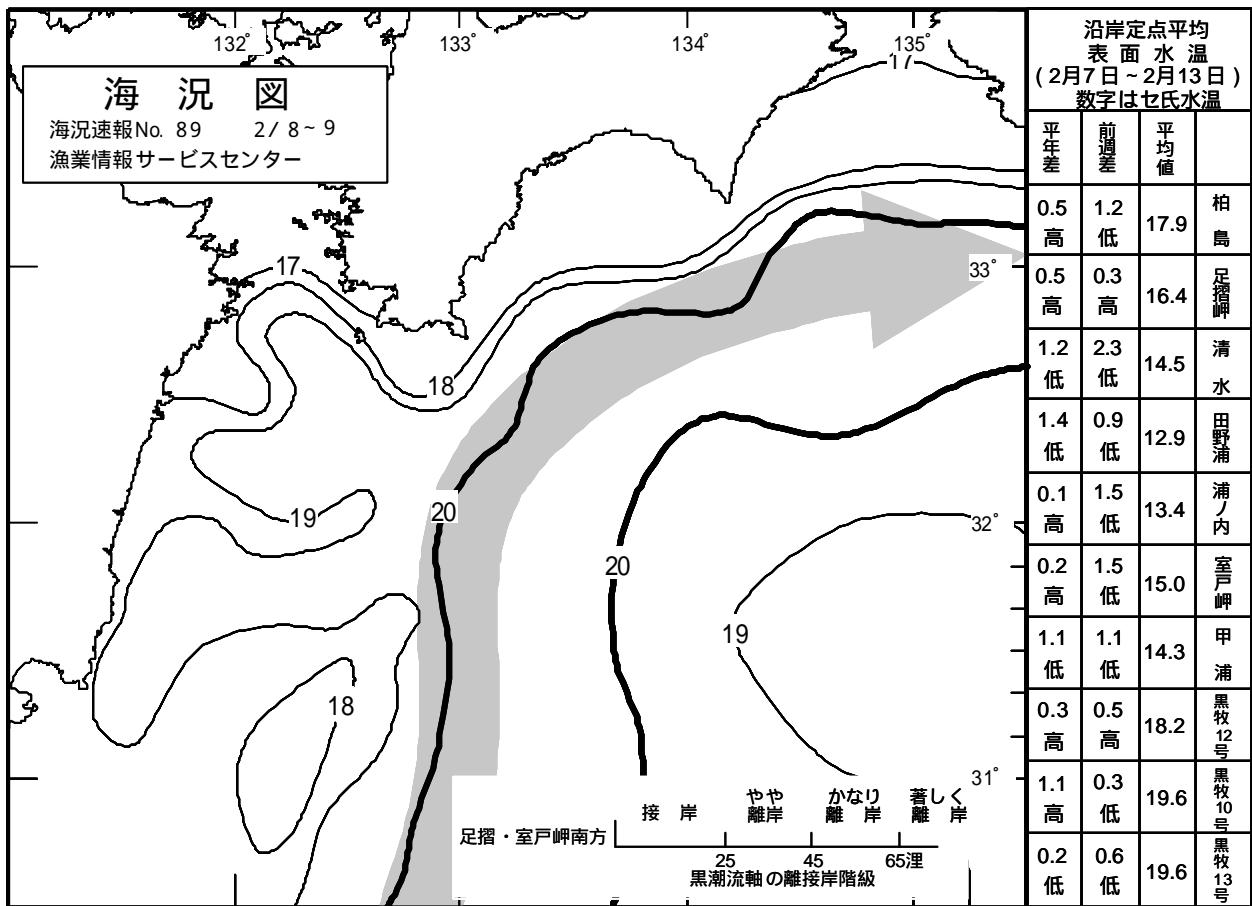 132° 133° 134° 135°
海 況 図
海況速報No. 89 2/ 8~ 9
漁業情報サービスセンター
17
17
33°
18
19
20
32°
20
19
18
31°
接 岸 やや離岸 かなり離岸 著しく離岸
足摺・室戸岬南方
25 45 65浬
黒潮流軸の離接岸階級
沿岸定点平均
表 面 水 温
( 2月7日 ~ 2月13日 )
数字はセ氏水温
平年差 前週差 平均値
0.5高 1.2低 17.9 柏島
0.5高 0.3高 16.4 足摺岬
1.2低 2.3低 14.5 清水
1.4低 0.9低 12.9 田野浦
0.1高 1.5低 13.4 浦ノ内
0.2高 1.5低 15.0 室戸岬
1.1低 1.1低 14.3 甲浦
0.3高 0.5高 18.2 黒牧12号
1.1高 0.3低 19.6 黒牧10号
0.2低 0.6低 19.6 黒牧13号